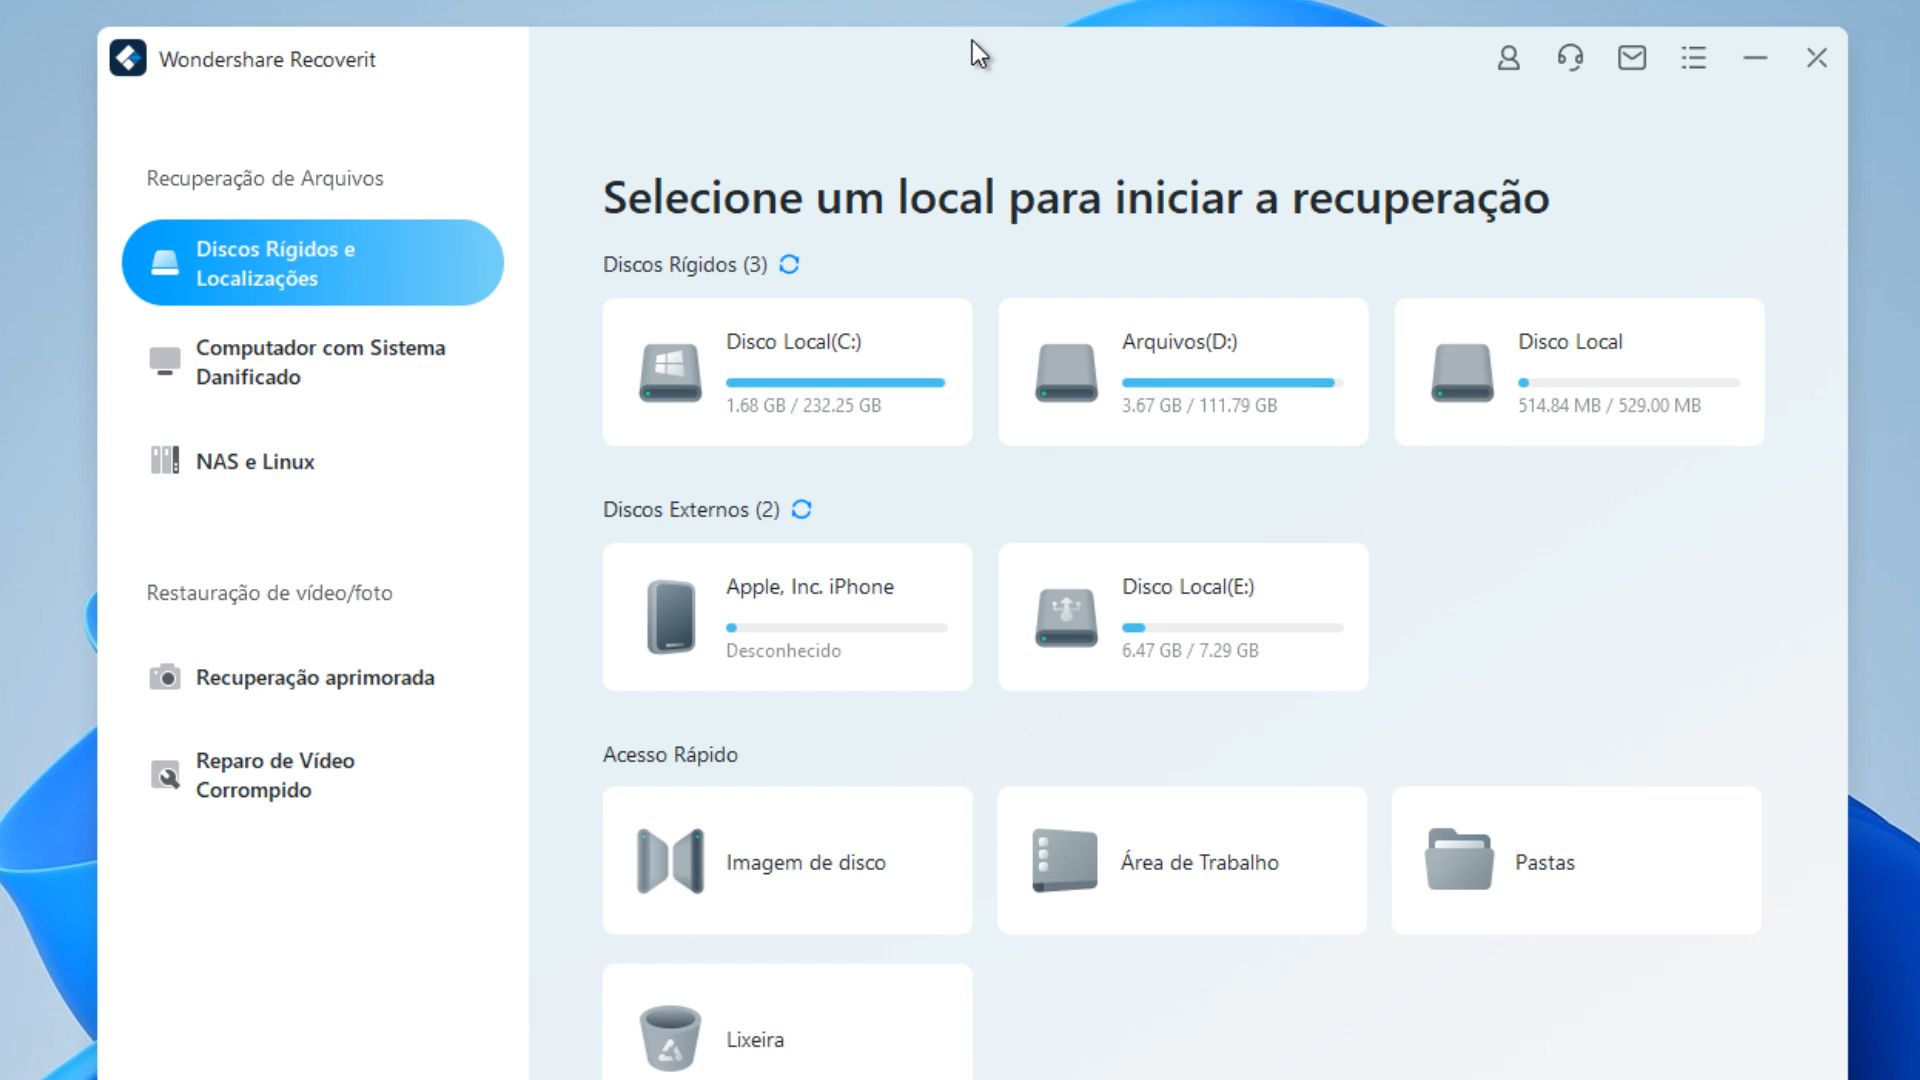 Wondershare Recoverit
Recuperação de Arquivos
Discos Rígidos e
Localizações
Computador com Sistema
Danificado
NAS e Linux
Restauração de vídeo/foto
Recuperação aprimorada
Reparo de Vídeo
Corrompido
Selecione um local para iniciar a recuperação
Discos Rígidos (3)
Disco Local(C:)
1.68 GB / 232.25 GB
Arquivos(D:)
3.67 GB / 111.79 GB
Disco Local
514.84 MB / 529.00 MB
Discos Externos (2)
Apple, Inc. iPhone
Desconhecido
Disco Local(E:)
6.47 GB / 7.29 GB
Acesso Rápido
Imagem de disco
Área de Trabalho
Pastas
Lixeira